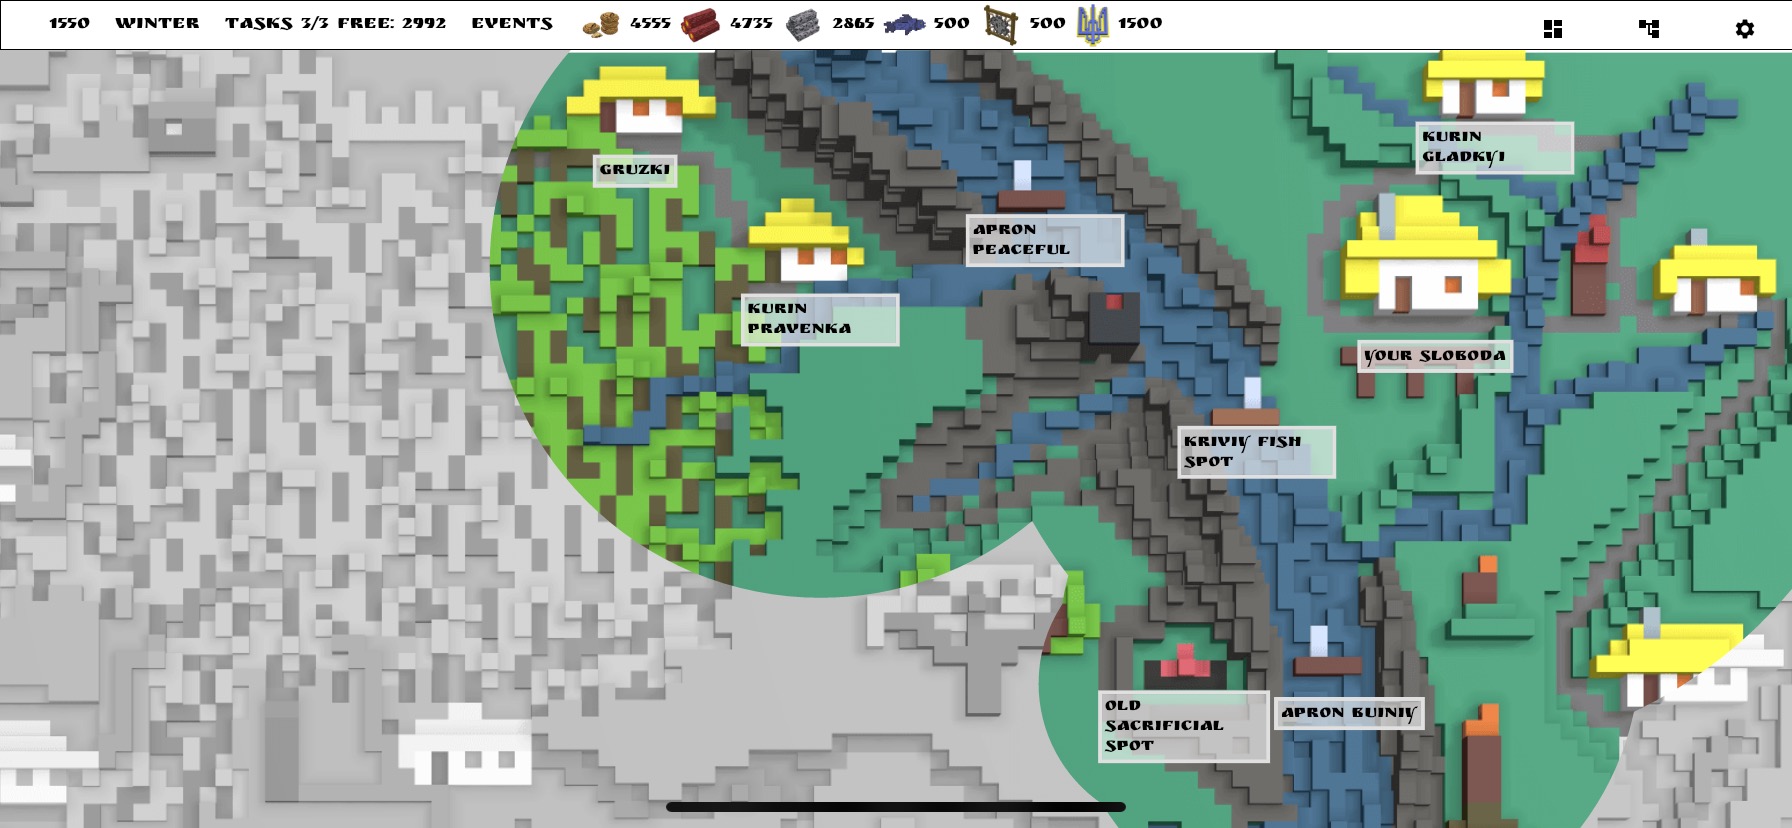 1550 WINTER TASKS 3/3 FREE: 2992 EVENTS 4555 4735 2865 500 500 1500
GRUZKI
KURIN
PRAVENKA
APRON
PEACEFUL
KURIN
GLADKYI
YOUR SLOBODA
KRIVIY FISH
SPOT
OLD
SACRIFICIAL
SPOT
APRON BUINIY